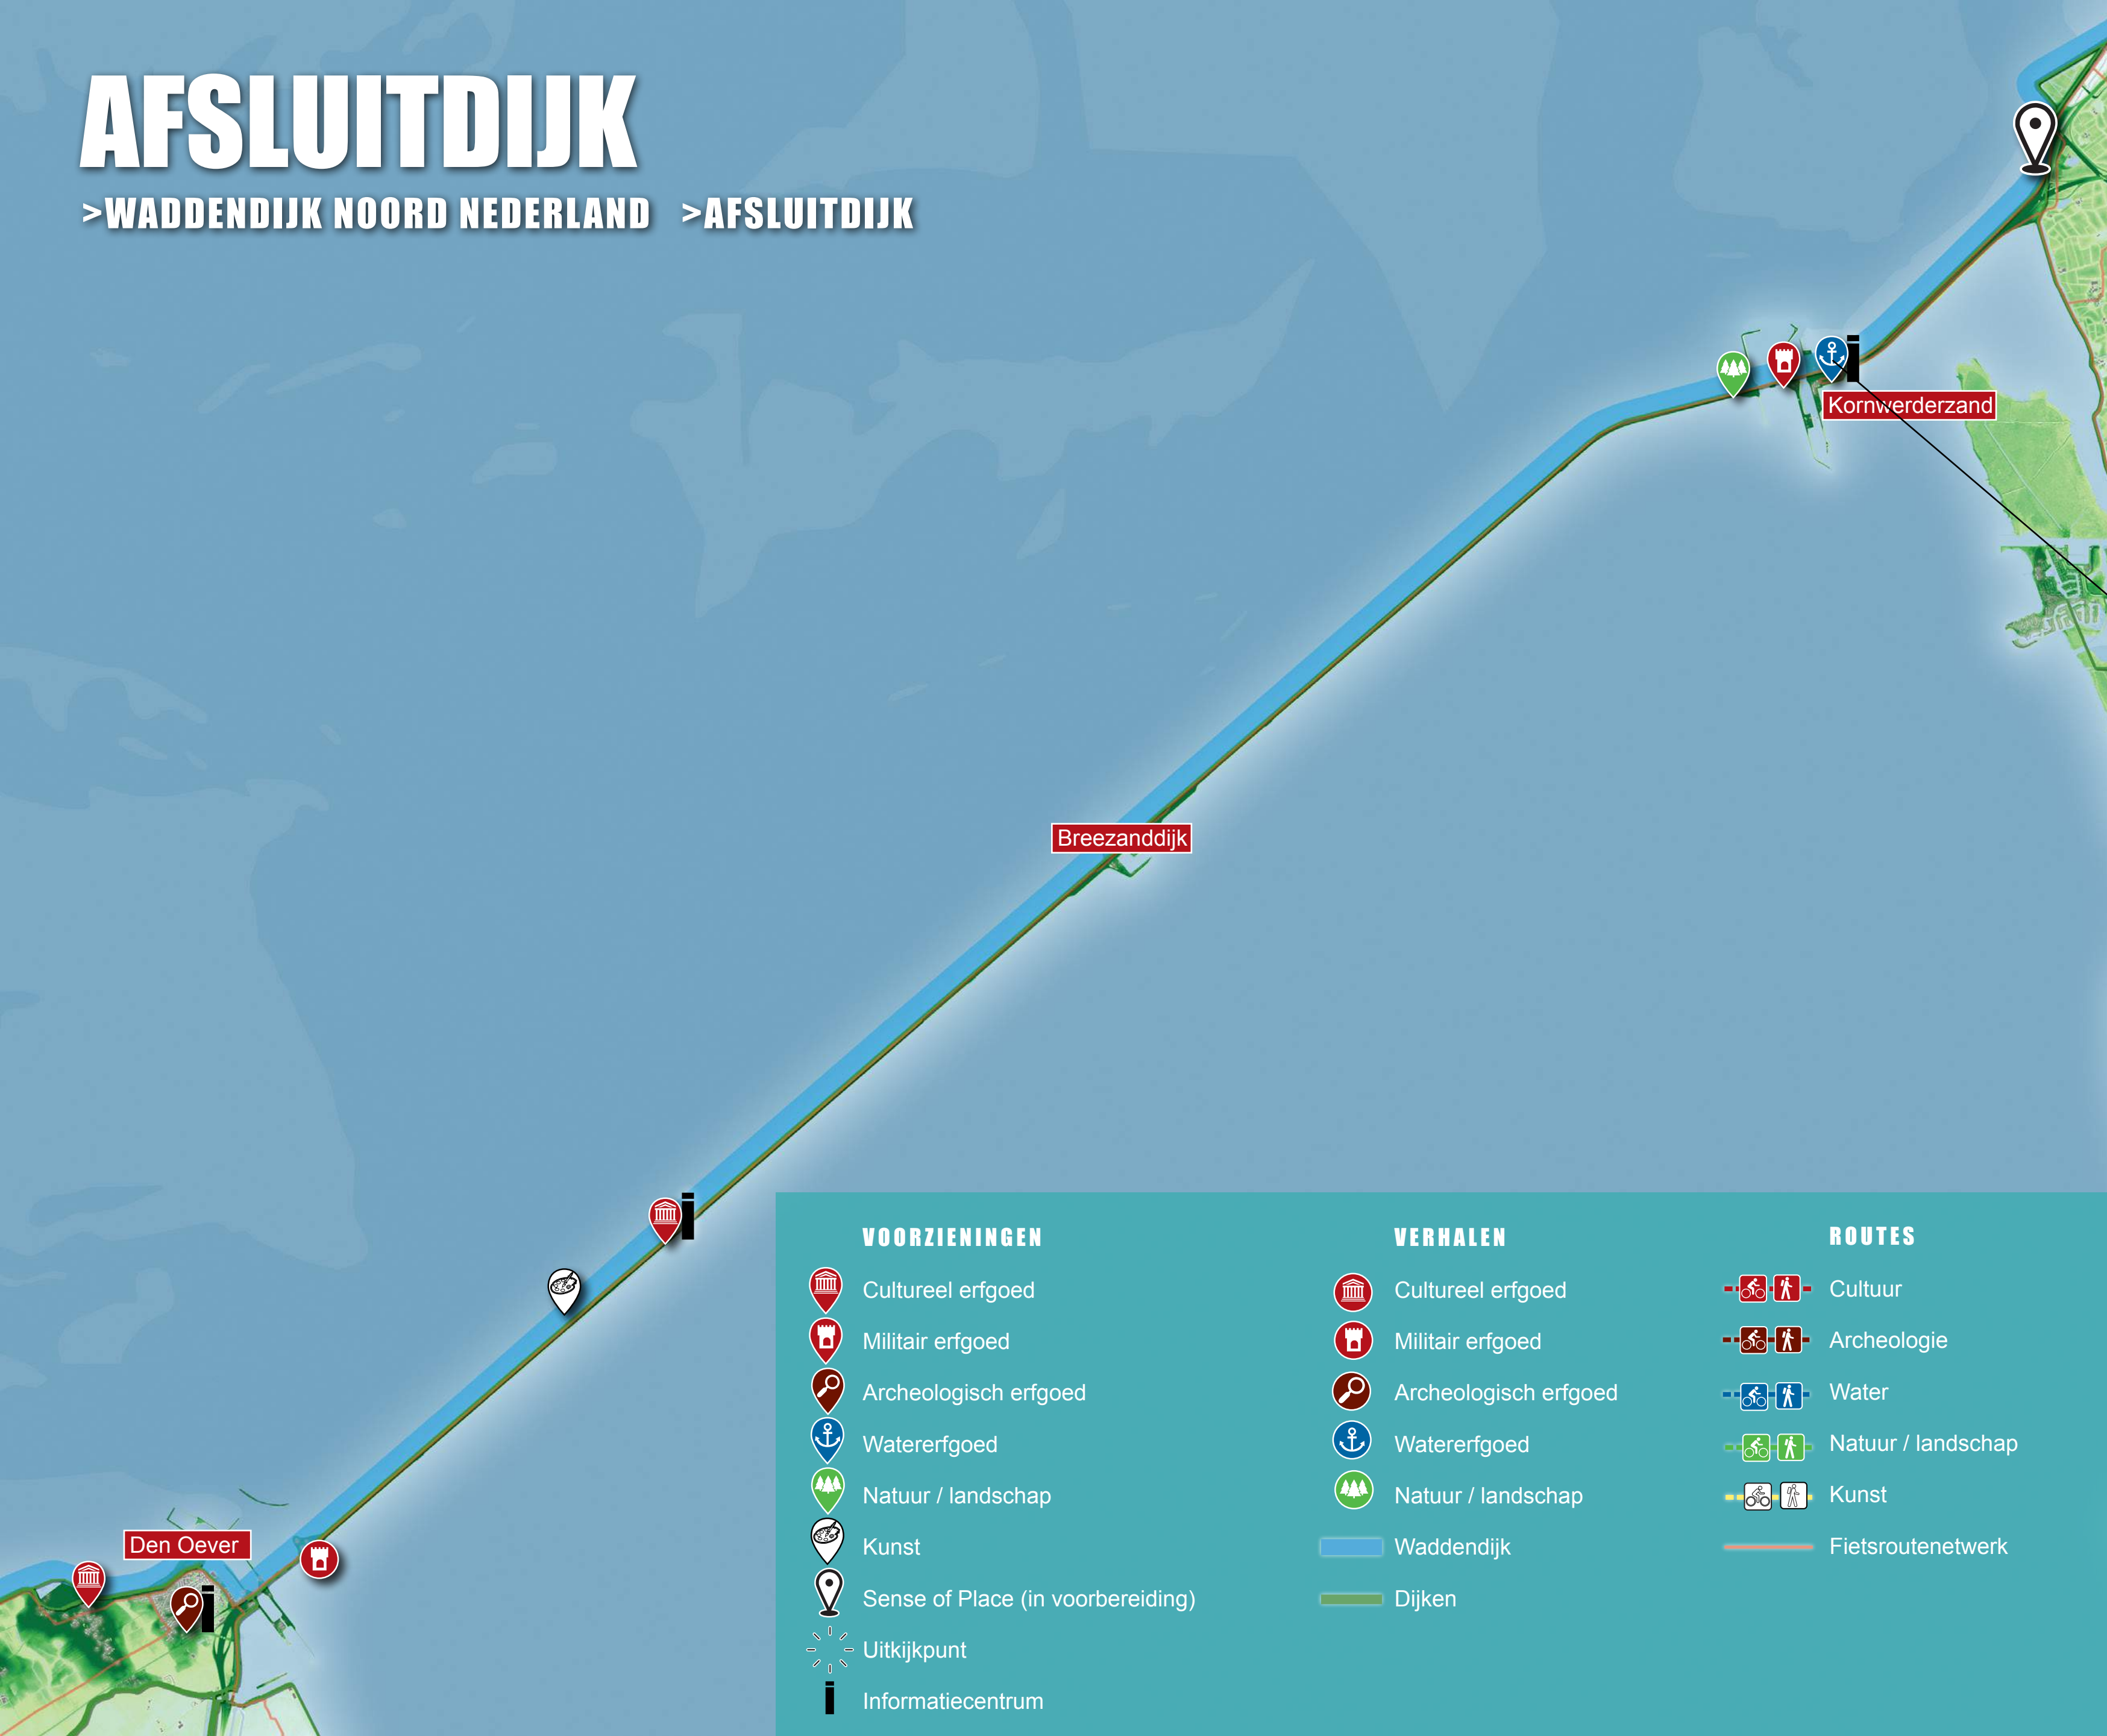 AFSLUITDIJK
>WADDENDIJK NOORD NEDERLAND >AFSLUITDIJK
Kornwerderzand
Breezanddijk
Den Oever
VOORZIENINGEN
Cultureel erfgoed
Militair erfgoed
Archeologisch erfgoed
Watererfgoed
Natuur / landschap
Kunst
Sense of Place (in voorbereiding)
Uitkijkpunt
Informatiecentrum
VERHALEN
Cultureel erfgoed
Militair erfgoed
Archeologisch erfgoed
Watererfgoed
Natuur / landschap
Waddendijk
Dijken
ROUTES
Cultuur
Archeologie
Water
Natuur / landschap
Kunst
Fietsroutenetwerk